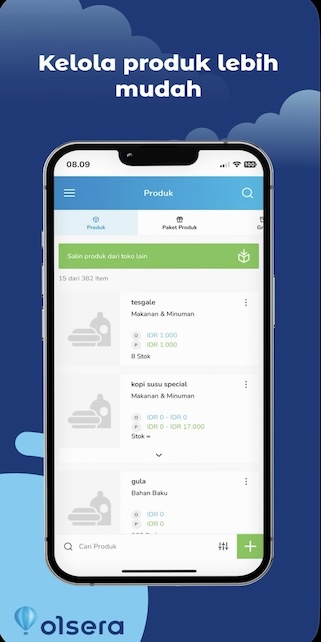 Kelola produk lebih
mudah
08.09
100
Produk
Produk
Paket Produk
Salin produk dari toko lain
15 dari 382 item
tesgale
Makanan & Minuman
O IDR 1.000
P IDR 1.000
8 Stok
kopi susu special
Makanan & Minuman
O IDR 0 - IDR 0
P IDR 0 - IDR 17.000
Stok ∞
gula
Bahan Baku
O IDR 0
P IDR 0
Cari Produk
olsera